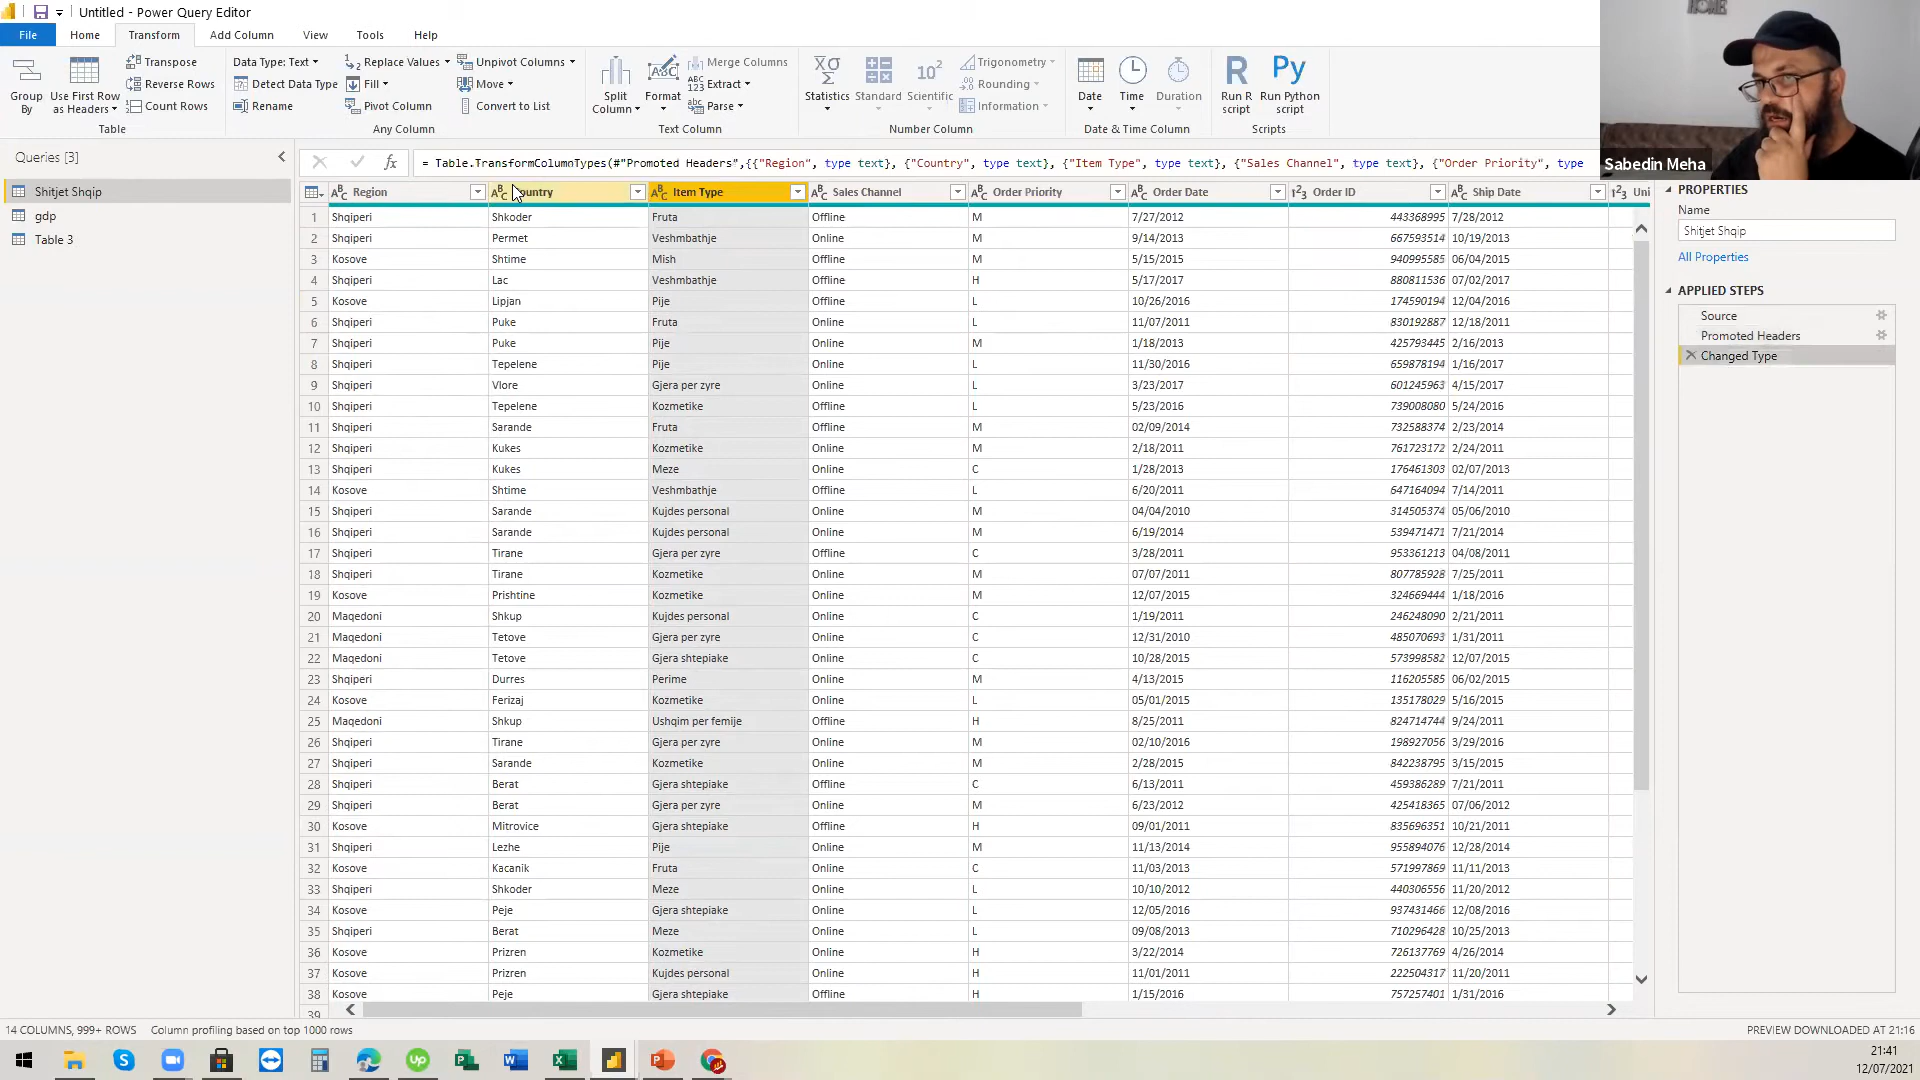 Untitled - Power Query Editor
File Home Transform Add Column View Tools Help
Group By
Use First Row as Headers
Transpose
Reverse Rows
Count Rows
Table
Data Type: Text
Detect Data Type
Rename
Replace Values
Fill
Pivot Column
Unpivot Columns
Move
Convert to List
Any Column
Split Column
Format
Merge Columns
Extract
Parse
Text Column
Statistics
Standard
Scientific
Trigonometry
Rounding
Information
Number Column
Date
Time
Duration
Date & Time Column
Run R script
Run Python script
Scripts
Sabedin Meha
Queries [3]
Shitjet Shqip
gdp
Table 3
= Table.TransformColumnTypes(#"Promoted Headers",{{"Region", type text}, {"Country", type text}, {"Item Type", type text}, {"Sales Channel", type text}, {"Order Priority", type
Region Country Item Type Sales Channel Order Priority Order Date Order ID Ship Date Uni
1 Shqiperi Shkoder Fruta Offline M 7/27/2012 443368995 7/28/2012
2 Shqiperi Permet Veshmbathje Online M 9/14/2013 667593514 10/19/2013
3 Kosove Shtime Mish Offline M 5/15/2015 940995585 06/04/2015
4 Shqiperi Lac Veshmbathje Offline H 5/17/2017 880811536 07/02/2017
5 Kosove Lipjan Pije Offline L 10/26/2016 174590194 12/04/2016
6 Shqiperi Puke Fruta Online L 11/07/2011 830192887 12/18/2011
7 Shqiperi Puke Pije Online M 1/18/2013 425793445 2/16/2013
8 Shqiperi Tepelene Pije Online L 11/30/2016 659878194 1/16/2017
9 Shqiperi Vlore Gjera per zyre Online L 3/23/2017 601245963 4/15/2017
10 Shqiperi Tepelene Kozmetike Offline L 5/23/2016 739008080 5/24/2016
11 Shqiperi Sarande Fruta Offline M 02/09/2014 732588374 2/23/2014
12 Shqiperi Kukes Kozmetike Online M 2/18/2011 761723172 2/24/2011
13 Shqiperi Kukes Meze Online C 1/28/2013 176461303 02/07/2013
14 Kosove Shtime Veshmbathje Offline L 6/20/2011 647164094 7/14/2011
15 Shqiperi Sarande Kujdes personal Online M 04/04/2010 314505374 05/06/2010
16 Shqiperi Sarande Kujdes personal Online M 6/19/2014 539471471 7/21/2014
17 Shqiperi Tirane Gjera per zyre Offline C 3/28/2011 953361213 04/08/2011
18 Shqiperi Tirane Kozmetike Online M 07/07/2011 807785928 7/25/2011
19 Kosove Prishtine Kozmetike Online M 12/07/2015 324669444 1/18/2016
20 Maqedoni Shkup Kujdes personal Online C 1/19/2011 246248090 2/21/2011
21 Maqedoni Tetove Gjera per zyre Online C 12/31/2010 485070693 1/31/2011
22 Maqedoni Tetove Gjera shtepiake Online C 10/28/2015 573998582 12/07/2015
23 Shqiperi Durres Perime Online M 4/13/2015 116205585 06/02/2015
24 Kosove Ferizaj Kozmetike Online L 05/01/2015 135178029 5/16/2015
25 Maqedoni Shkup Ushqim per femije Offline H 8/25/2011 824714744 9/24/2011
26 Shqiperi Tirane Gjera per zyre Online M 02/10/2016 198927056 3/29/2016
27 Shqiperi Sarande Kozmetike Online M 2/28/2015 842238795 3/15/2015
28 Shqiperi Berat Gjera shtepiake Offline C 6/13/2011 459386289 7/21/2011
29 Shqiperi Berat Gjera per zyre Online M 6/23/2012 425418365 07/06/2012
30 Kosove Mitrovice Gjera shtepiake Offline H 09/01/2011 835696351 10/21/2011
31 Shqiperi Lezhe Pije Online M 11/13/2014 955894076 12/28/2014
32 Kosove Kacanik Fruta Online C 11/03/2013 571997869 11/11/2013
33 Shqiperi Shkoder Meze Online L 10/10/2012 440306556 11/20/2012
34 Kosove Peje Gjera shtepiake Online L 12/05/2016 937431466 12/08/2016
35 Shqiperi Berat Meze Online L 09/08/2013 710296428 10/25/2013
36 Kosove Prizren Kozmetike Online H 3/22/2014 726137769 4/26/2014
37 Kosove Prizren Kujdes personal Online H 11/01/2011 222504317 11/20/2011
38 Kosove Peje Gjera shtepiake Offline H 1/15/2016 757257401 1/31/2016
39
PROPERTIES
Name
Shitjet Shqip
All Properties
APPLIED STEPS
Source
Promoted Headers
Changed Type
14 COLUMNS, 999+ ROWS Column profiling based on top 1000 rows
PREVIEW DOWNLOADED AT 21:16
21:41
12/07/2021